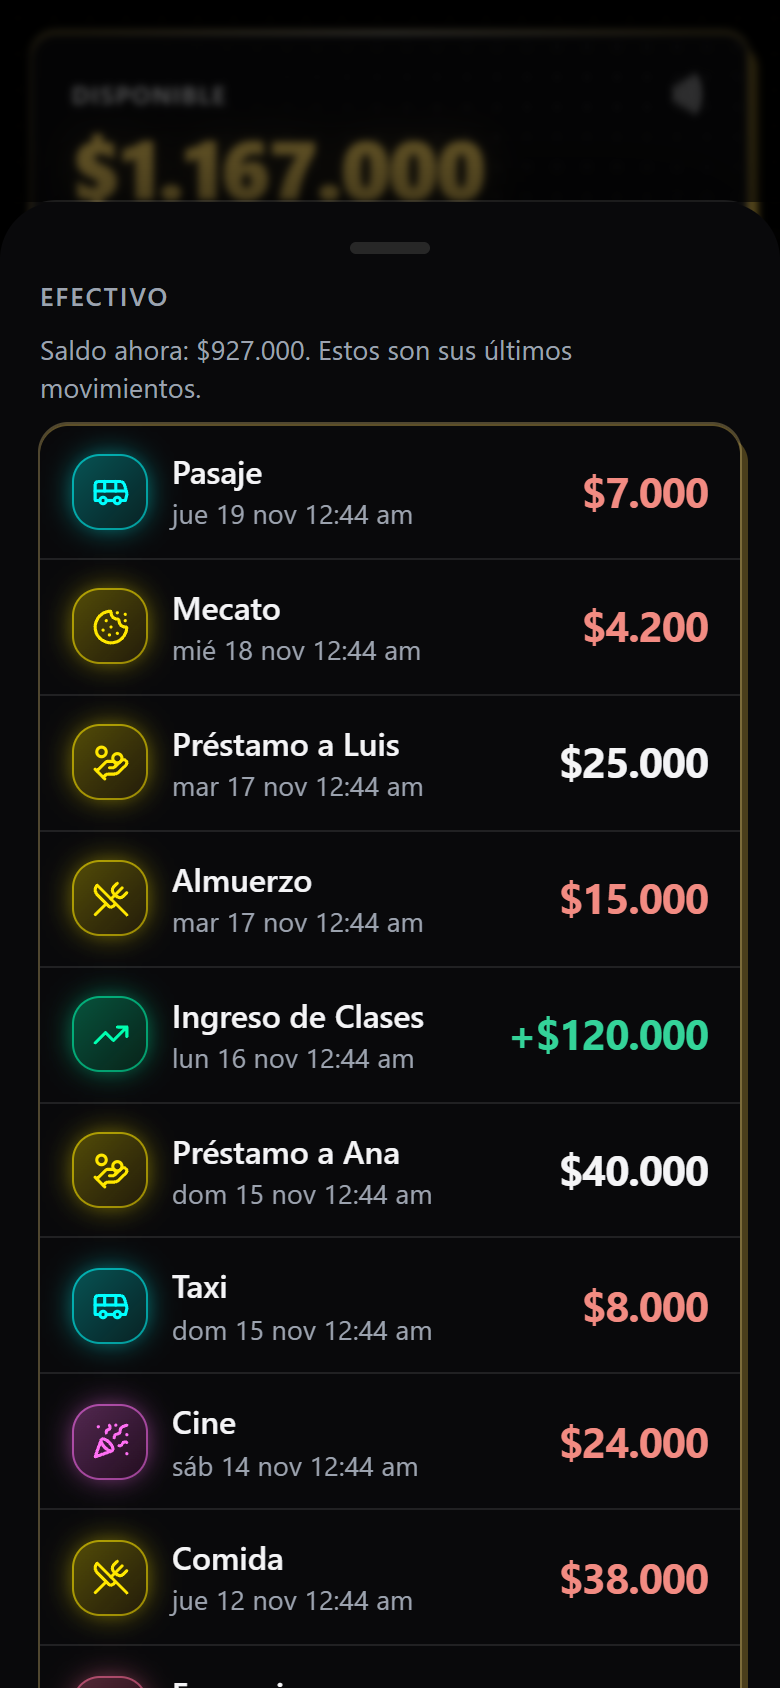 DISPONIBLE
$1.167.000
EFECTIVO
Saldo ahora: $927.000. Estos son sus últimos
movimientos.
Pasaje
$7.000
jue 19 nov 12:44 am
Mecato
$4.200
mié 18 nov 12:44 am
Préstamo a Luis
$25.000
mar 17 nov 12:44 am
Almuerzo
$15.000
mar 17 nov 12:44 am
Ingreso de Clases
+$120.000
lun 16 nov 12:44 am
Préstamo a Ana
$40.000
dom 15 nov 12:44 am
Taxi
$8.000
dom 15 nov 12:44 am
Cine
$24.000
sáb 14 nov 12:44 am
Comida
$38.000
jue 12 nov 12:44 am